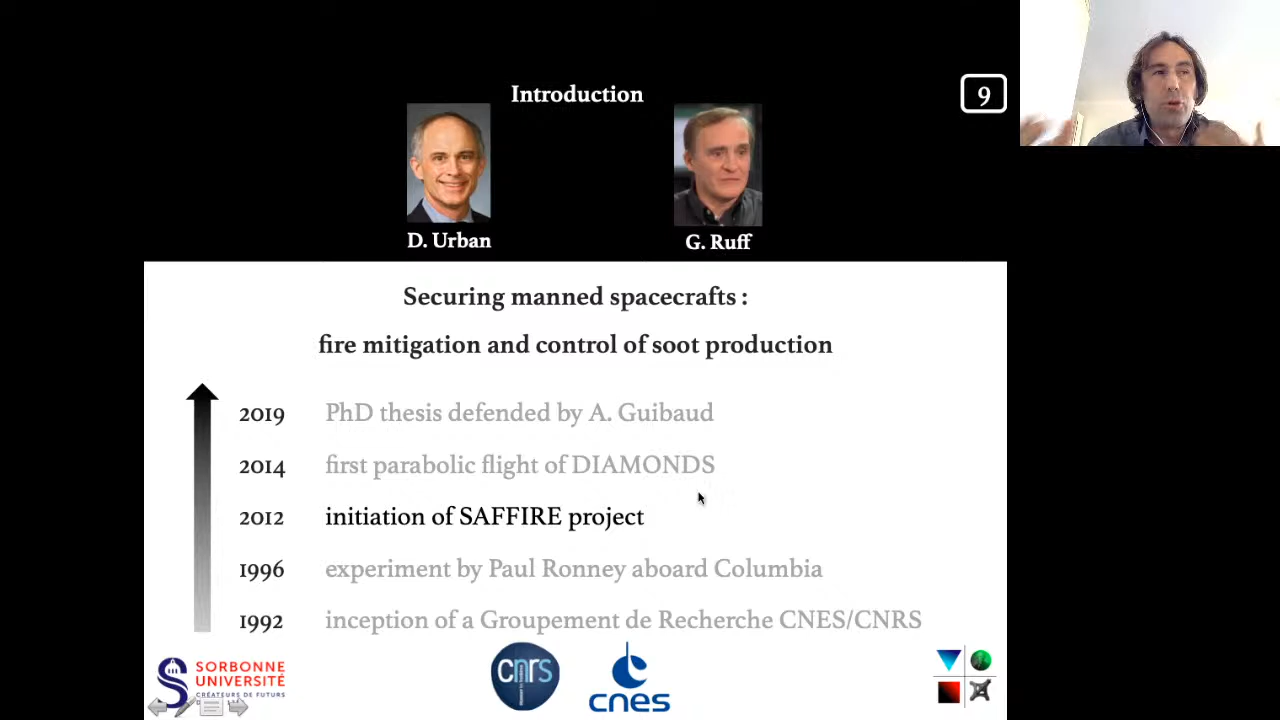 Introduction
9
D. Urban
G. Ruff
Securing manned spacecrafts :
fire mitigation and control of soot production
2019 PhD thesis defended by A. Guibaud
2014 first parabolic flight of DIAMONDS
2012 initiation of SAFFIRE project
1996 experiment by Paul Ronney aboard Columbia
1992 inception of a Groupement de Recherche CNES/CNRS
SORBONNE
UNIVERSITÉ
CRÉATEURS DE FUTURS
cnrs
cnes